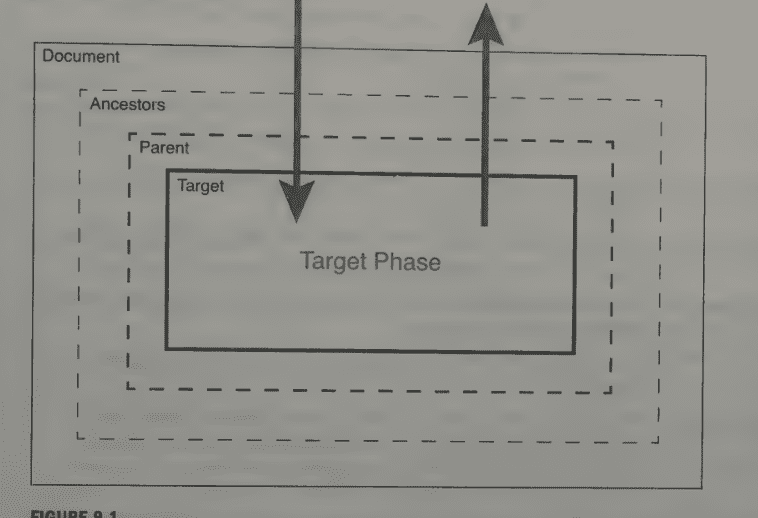 Document
Ancestors
Parent
Target
Target Phase
FIGURE 9.1